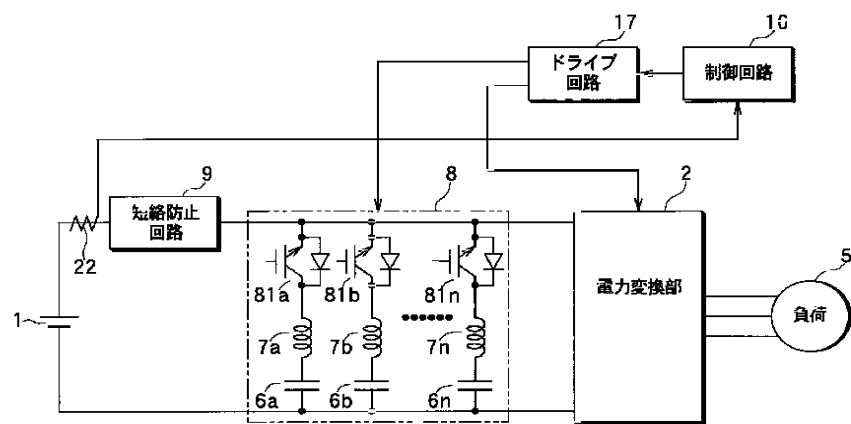 17
16
ドライブ
回路
制御回路
9
8
2
短絡防止
回路
22
81a
81b
81n
電力変換部
5
1
負荷
7a
7b
7n
6a
6b
6n